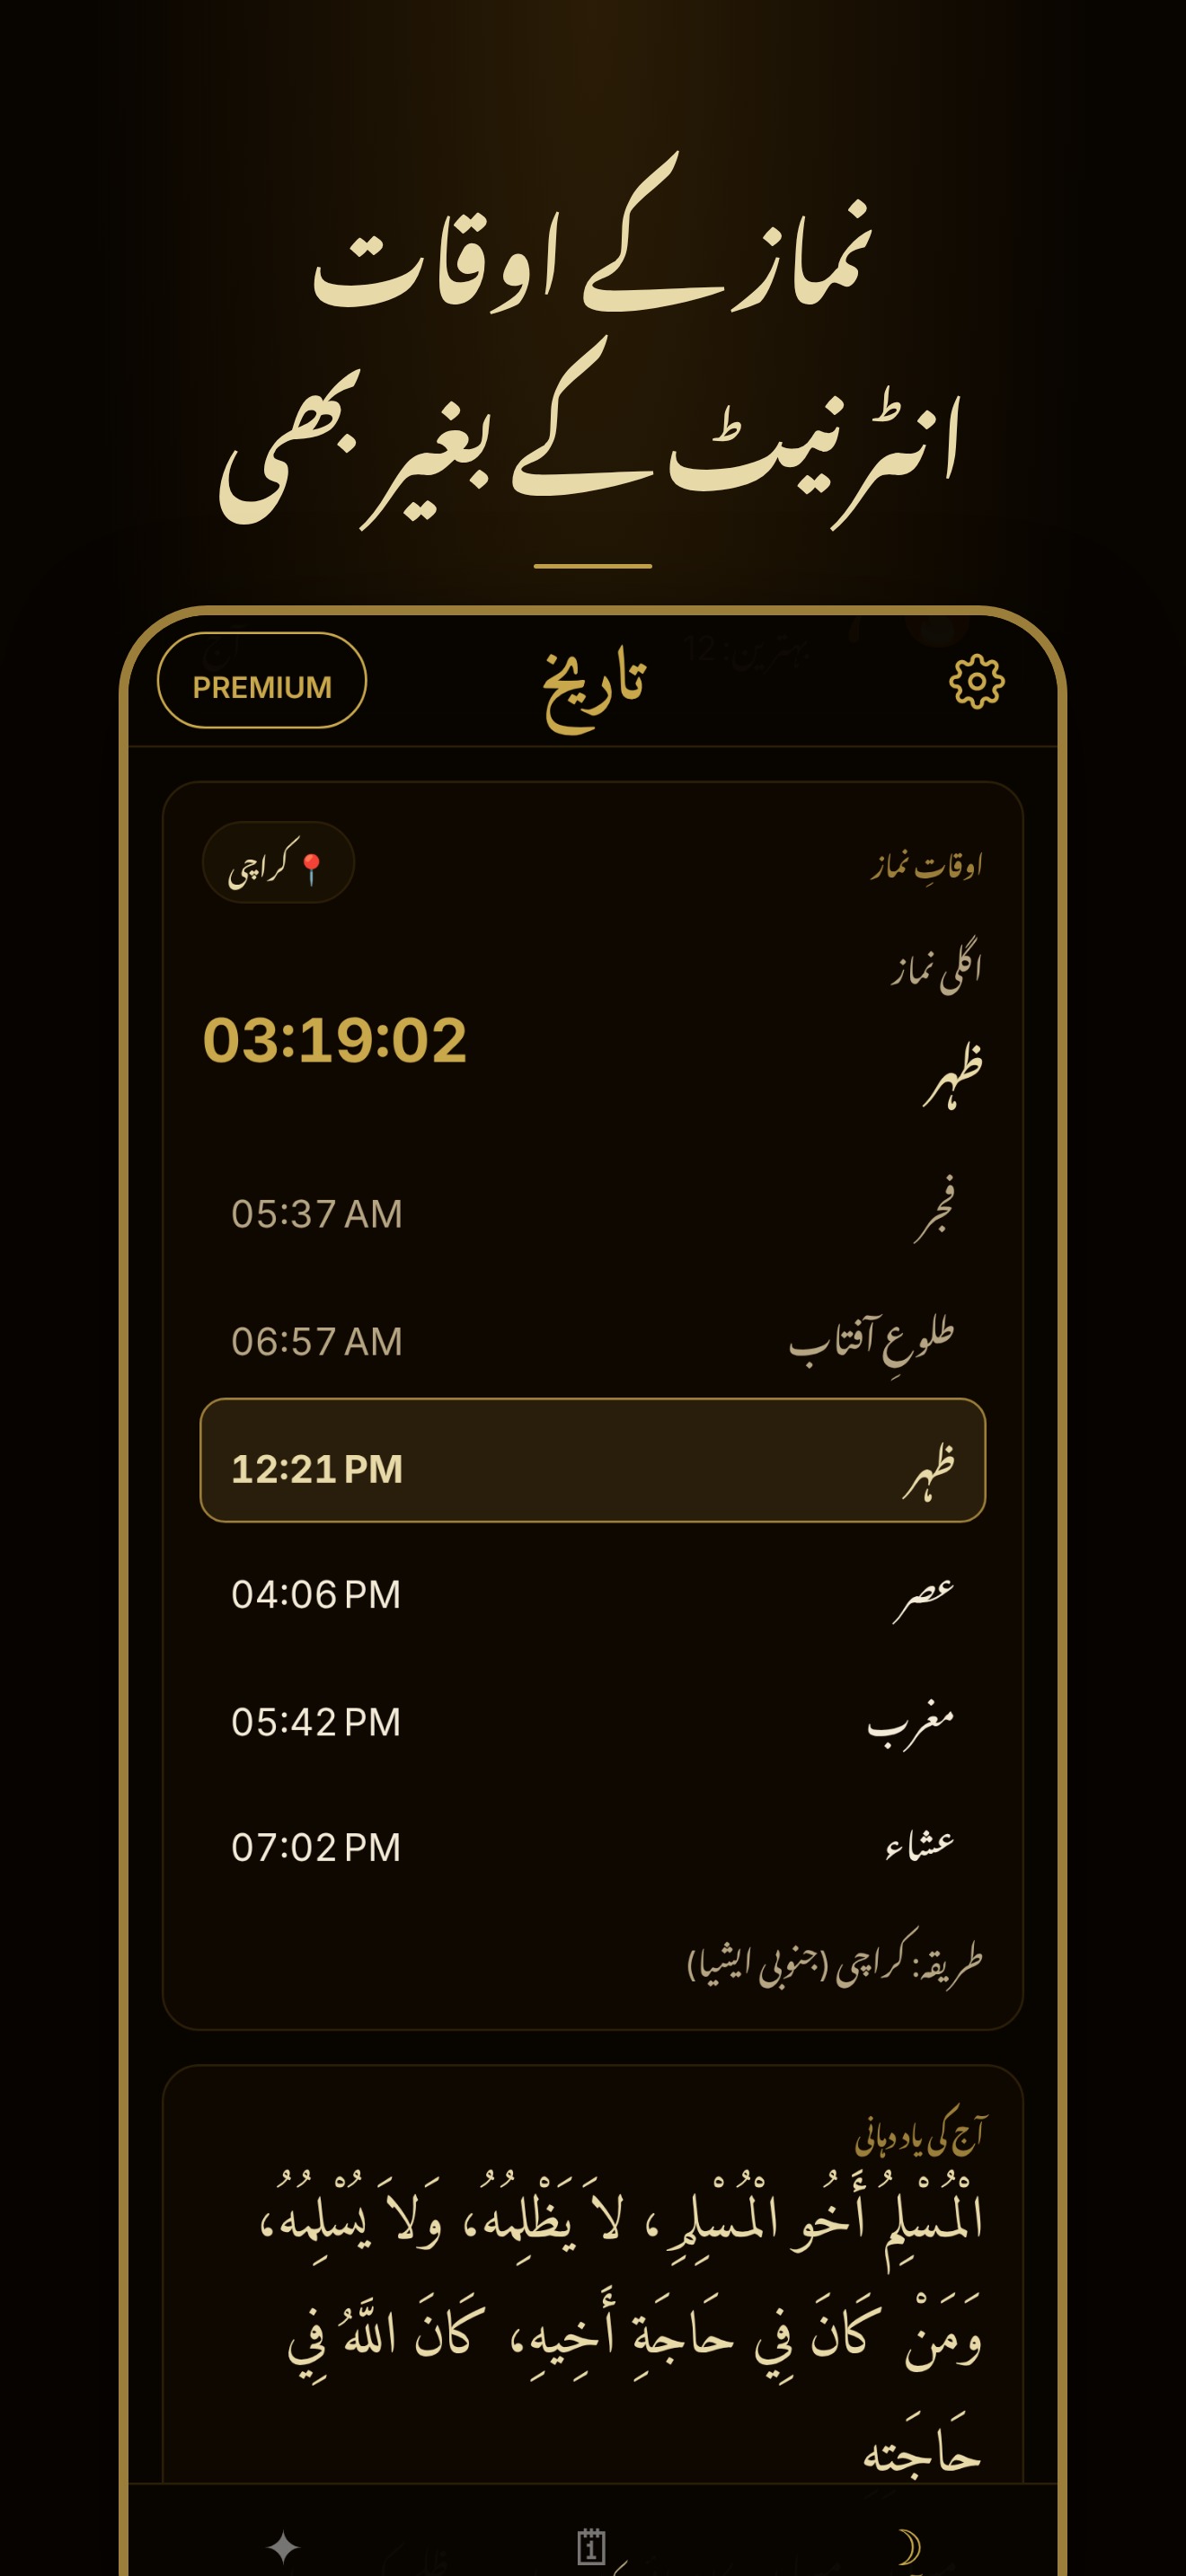 نماز کے اوقات
انٹرنیٹ کے بغیر بھی
تاریخ
PREMIUM
اوقاتِ نماز
📍 کراچی
اگلی نماز
ظہر
03:19:02
فجر
05:37 AM
طلوعِ آفتاب
06:57 AM
ظہر
12:21 PM
عصر
04:06 PM
مغرب
05:42 PM
عشاء
07:02 PM
طریقہ: کراچی (جنوبی ایشیا)
آج کی یاد دہانی
الْمُسْلِمُ أَخُو الْمُسْلِمِ، لاَ يَظْلِمُهُ، وَلاَ يُسْلِمُهُ،
وَمَنْ كَانَ فِي حَاجَةِ أَخِيهِ، كَانَ اللَّهُ فِي
حَاجَتِهِ